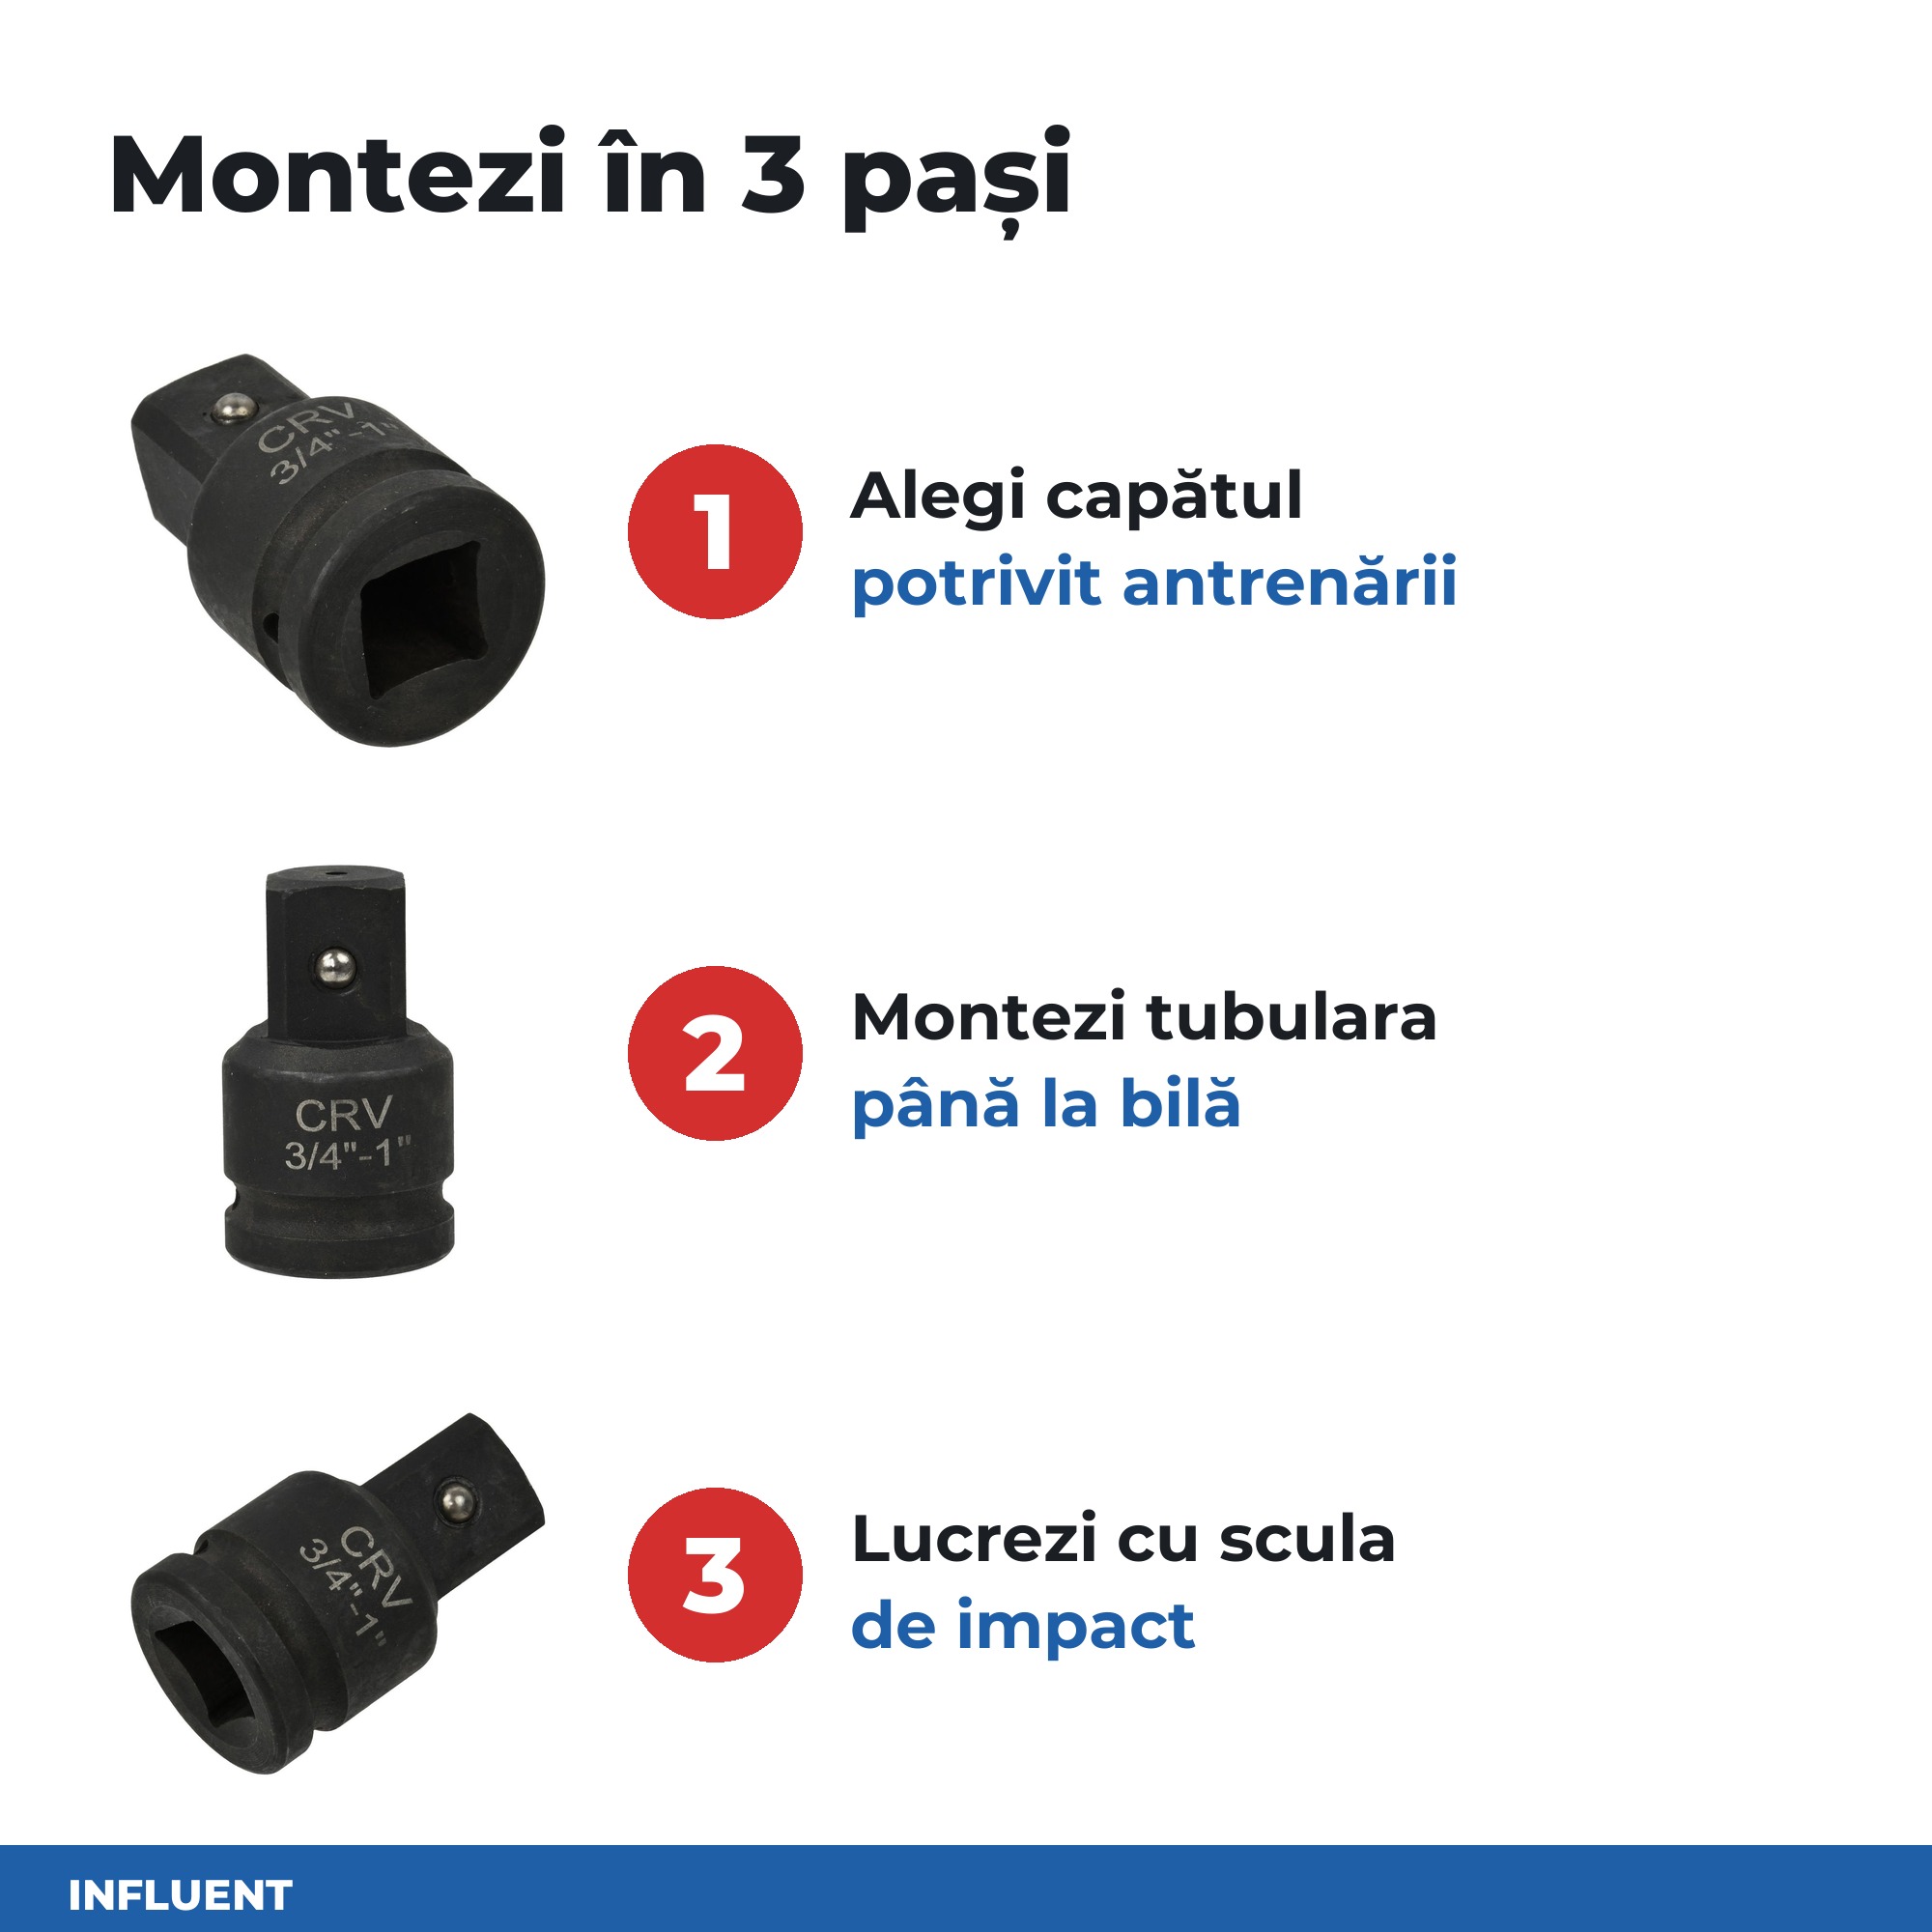 Montezi în 3 pași
CRV
3/4"-1"
1
Alegi capătul
potrivit antrenării
CRV
3/4"-1"
2
Montezi tubulara
până la bilă
CRV
3/4"-1"
3
Lucrezi cu scula
de impact
INFLUENT